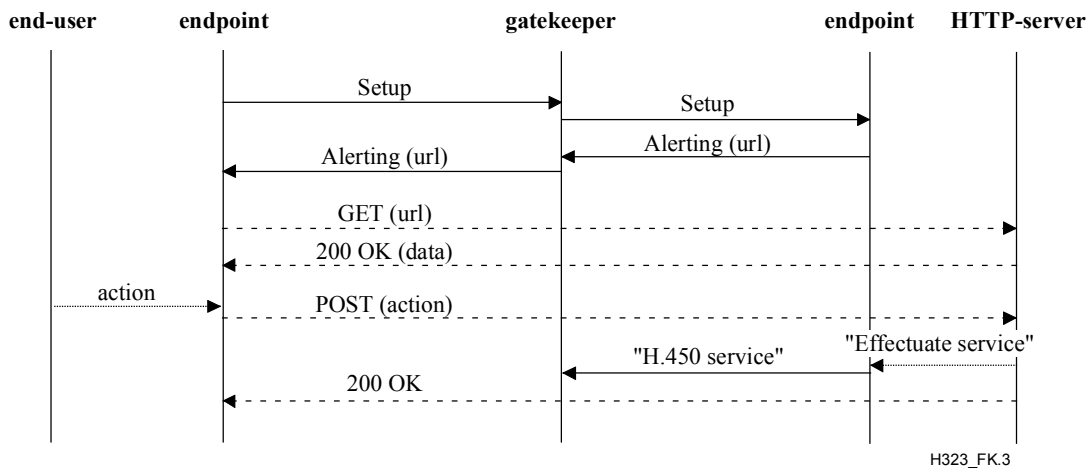 end-user endpoint gatekeeper endpoint HTTP-server
Setup
Setup
Alerting (url)
Alerting (url)
GET (url)
200 OK (data)
action
POST (action)
"Effectuate service"
"H.450 service"
200 OK
H323_FK.3